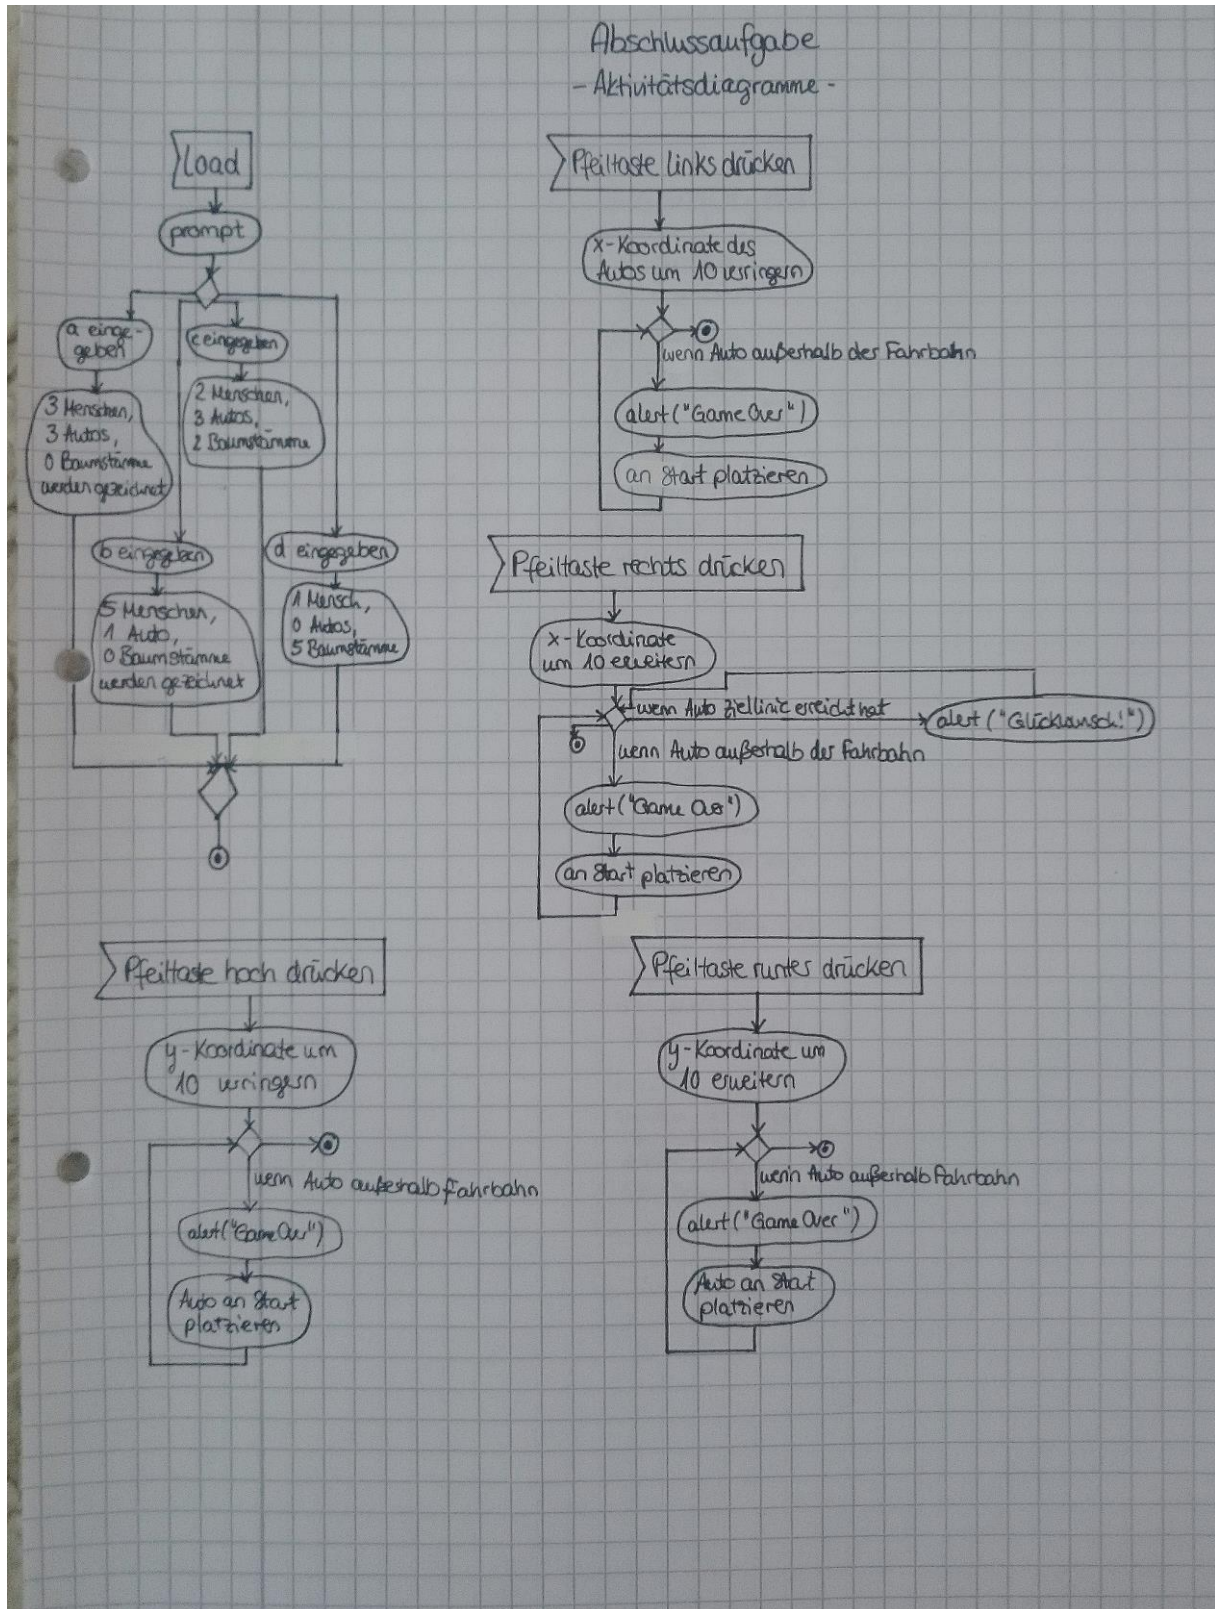 Abschlussaufgabe
- Aktivitätsdiagramme -
Load
prompt
a einge-
geben
3 Menschen,
3 Autos,
0 Baumstämme
werden gezeichnet
c eingegeben
2 Menschen,
3 Autos,
2 Baumstämme
b eingegeben
5 Menschen,
1 Auto,
0 Baumstämme
werden gezeichnet
d eingegeben
1 Mensch,
0 Autos,
5 Baumstämme
Pfeiltaste links drücken
x-Koordinate des
Autos um 10 verringern
wenn Auto außerhalb der Fahrbahn
alert("Game Over")
an Start platzieren
Pfeiltaste rechts drücken
x-Koordinate
um 10 erweitern
wenn Auto Ziellinie erreicht hat
alert ("Glückwunsch!")
wenn Auto außerhalb der Fahrbahn
alert("Game Over")
an Start platzieren
Pfeiltaste hoch drücken
y-Koordinate um
10 verringern
wenn Auto außerhalb Fahrbahn
alert("Game Over")
Auto an Start
platzieren
Pfeiltaste runter drücken
y-Koordinate um
10 erweitern
wenn Auto außerhalb Fahrbahn
alert("Game Over")
Auto an Start
platzieren